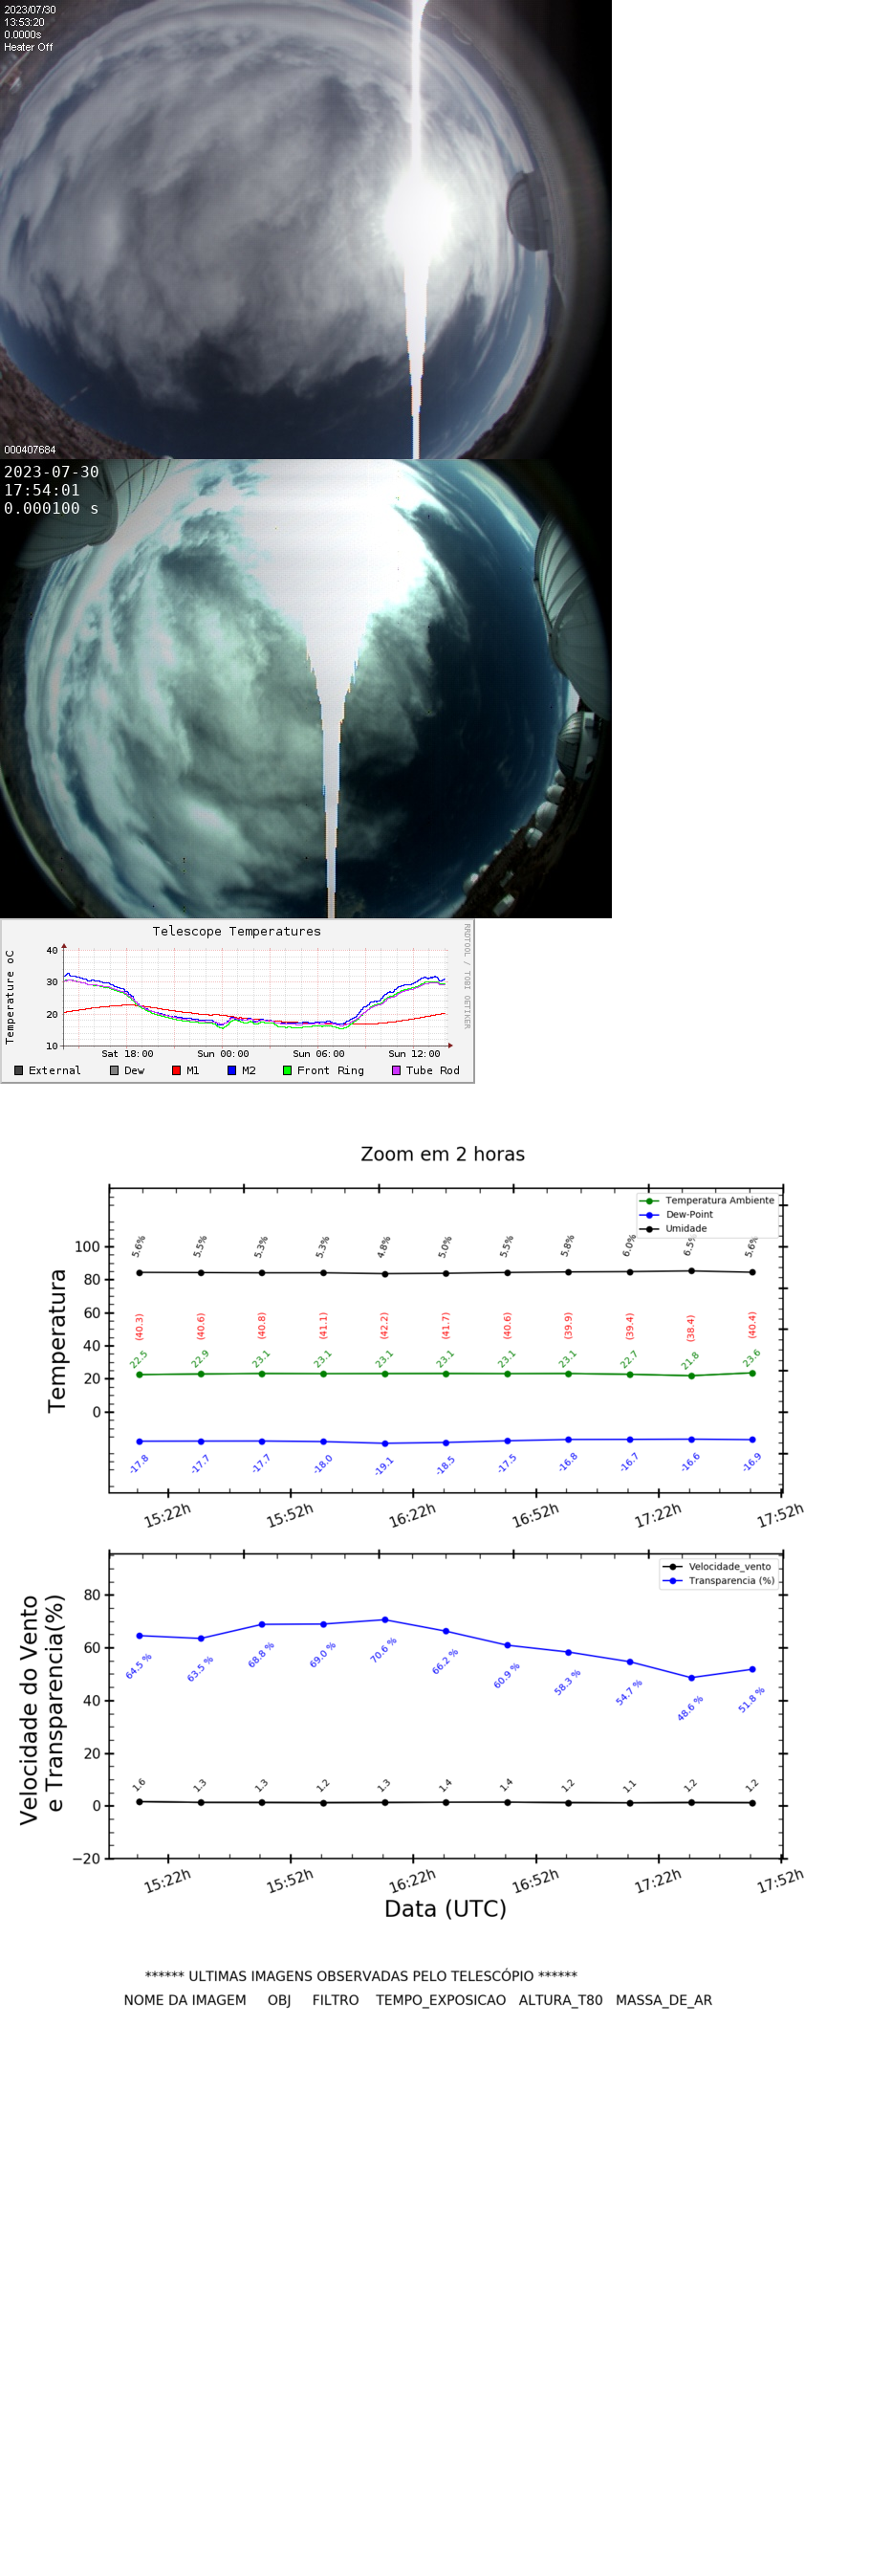 2023/07/30
13:53:20
0.0000s
Heater Off
000407684
2023-07-30
17:54:01
0.000100 s
Telescope Temperatures
RRDTOOL / TOBI OETIKER
Temperature oC
40
30
20
10
Sat 18:00 Sun 00:00 Sun 06:00 Sun 12:00
External Dew M1 M2 Front Ring Tube Rod
Zoom em 2 horas
Temperatura Ambiente
Dew-Point
Umidade
Temperatura
100
80
60
40
20
0
5.6% 5.5% 5.3% 5.3% 4.8% 5.0% 5.5% 5.8% 6.0% 6.5% 5.6%
(40.3) (40.6) (40.8) (41.1) (42.2) (41.7) (40.6) (39.9) (39.4) (38.4) (40.4)
22.5 22.9 23.1 23.1 23.1 23.1 23.1 23.1 22.7 21.8 23.6
-17.8 -17.7 -17.7 -18.0 -19.1 -18.5 -17.5 -16.8 -16.7 -16.6 -16.9
15:22h 15:52h 16:22h 16:52h 17:22h 17:52h
Velocidade_vento
Transparencia (%)
Velocidade do Vento
e Transparencia(%)
80
60
40
20
0
−20
64.5 % 63.5 % 68.8 % 69.0 % 70.6 % 66.2 % 60.9 % 58.3 % 54.7 % 48.6 % 51.8 %
1.6 1.3 1.3 1.2 1.3 1.4 1.4 1.2 1.1 1.2 1.2
15:22h 15:52h 16:22h 16:52h 17:22h 17:52h
Data (UTC)
****** ULTIMAS IMAGENS OBSERVADAS PELO TELESCÓPIO ******
NOME DA IMAGEM OBJ FILTRO TEMPO_EXPOSICAO ALTURA_T80 MASSA_DE_AR